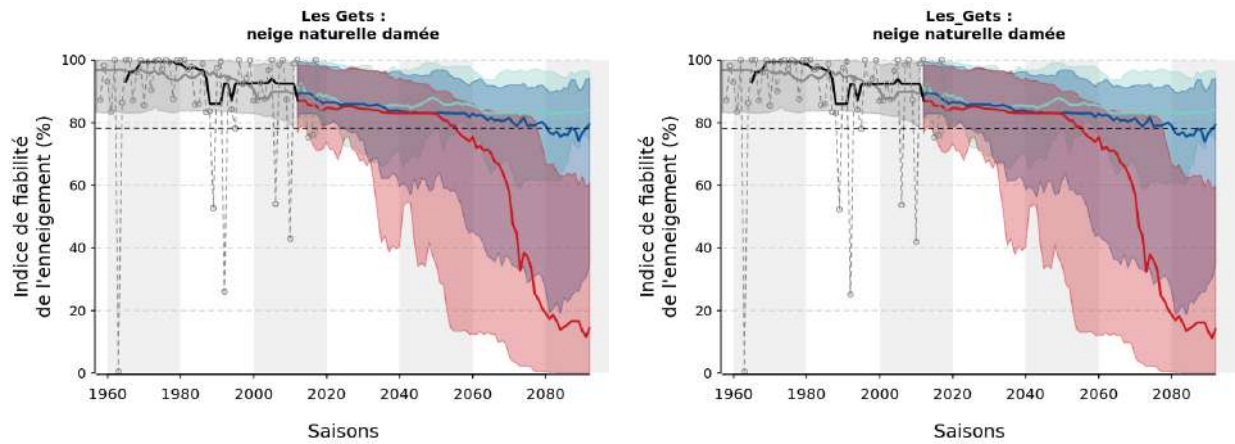 Les Gets :
neige naturelle damée
Indice de fiabilité
de l'enneigement (%)
100
80
60
40
20
0
1960 1980 2000 2020 2040 2060 2080
Saisons
Les_Gets :
neige naturelle damée
Indice de fiabilité
de l'enneigement (%)
100
80
60
40
20
0
1960 1980 2000 2020 2040 2060 2080
Saisons